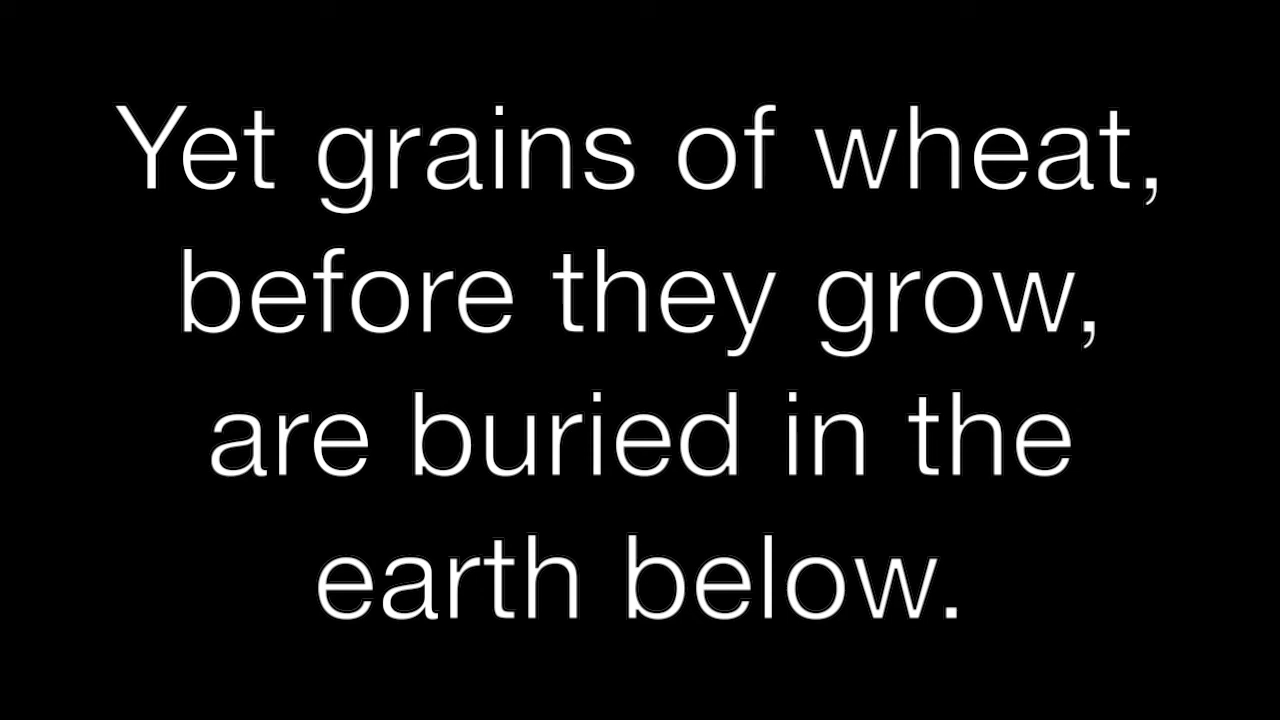 Yet grains of wheat,
before they grow,
are buried in the
earth below.